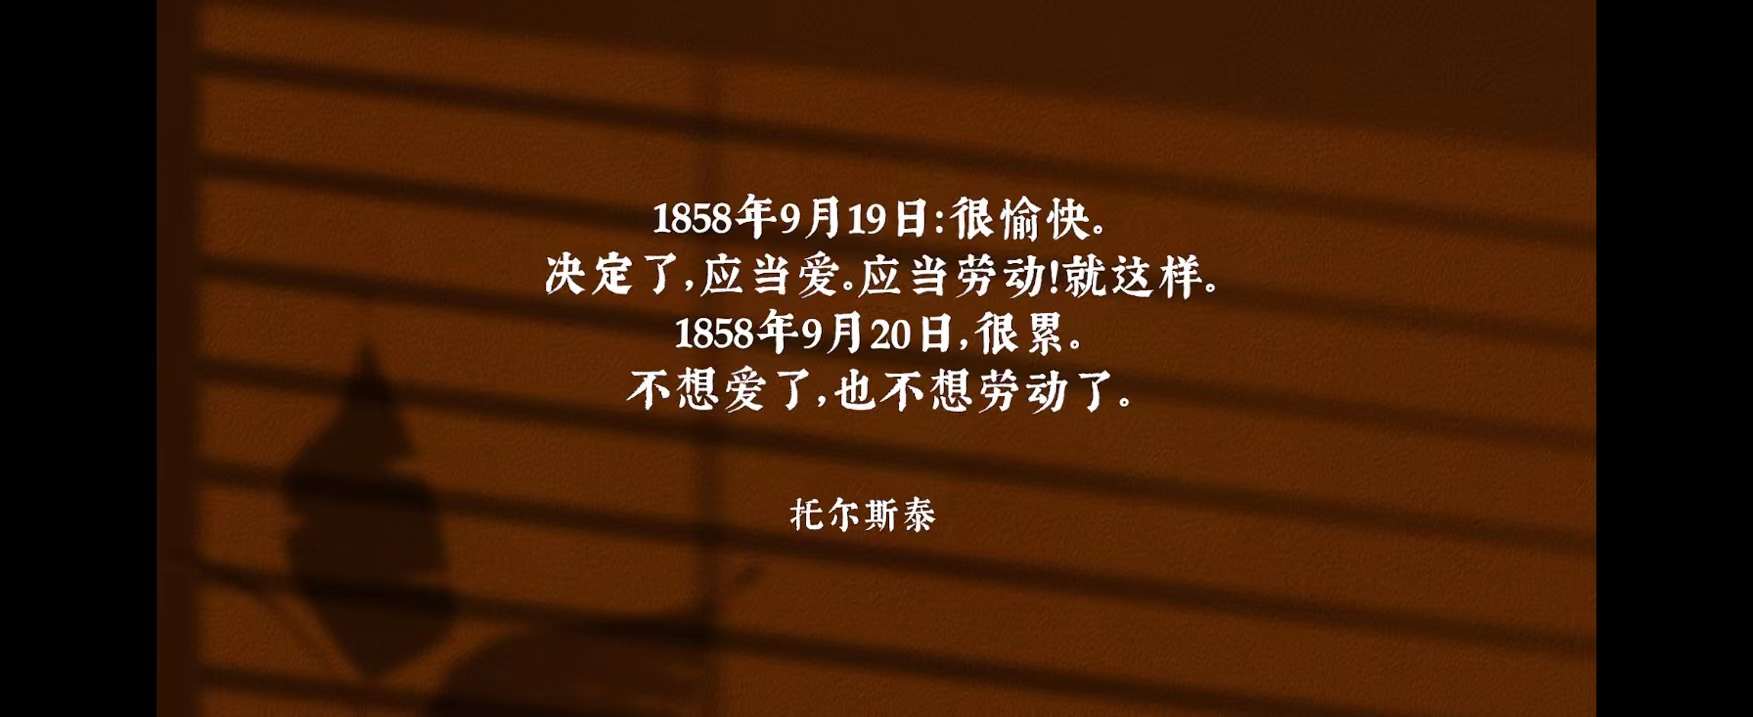 1858年9月19日:很愉快。
决定了,应当爱。应当劳动!就这样。
1858年9月20日,很累。
不想爱了,也不想劳动了。
托尔斯泰